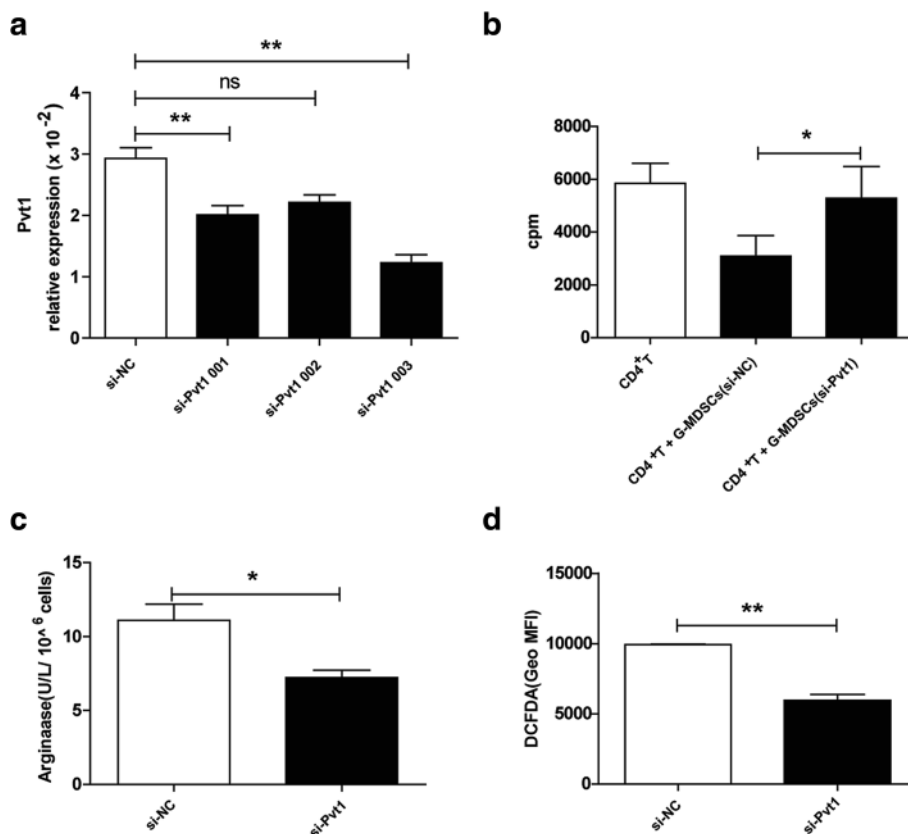 a
**
ns
**
Pvt1
relative expression (x 10 -2)
4
3
2
1
0
si-NC
si-Pvt1 001
si-Pvt1 002
si-Pvt1 003
b
*
cpm
8000
6000
4000
2000
0
CD4+T
CD4+T + G-MDSCs(si-NC)
CD4+T + G-MDSCs(si-Pvt1)
c
*
Arginaase(U/L/ 10^ 6 cells)
15
10
5
0
si-NC
si-Pvt1
d
**
DCFDA(Geo MFI)
15000
10000
5000
0
si-NC
si-Pvt1